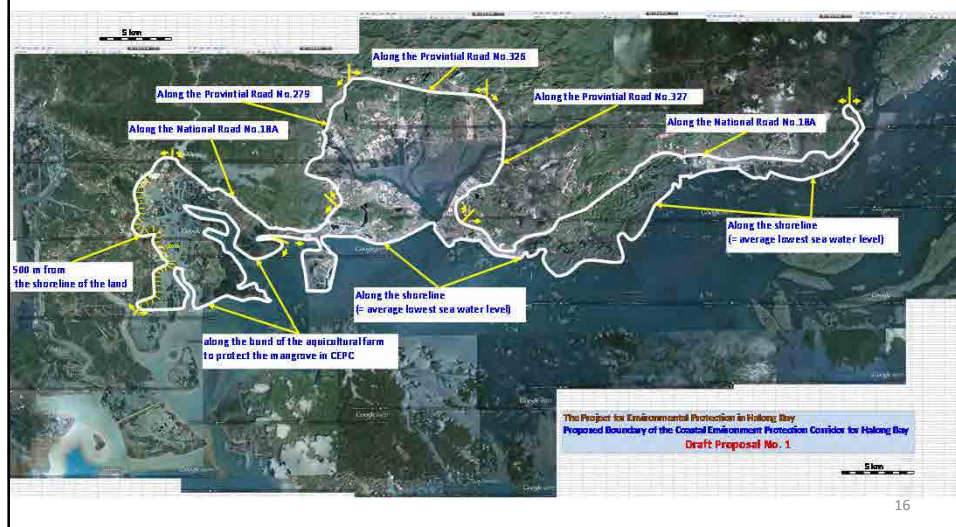 5 km
Along the Provintial Road No.326
Along the Provintial Road No.279
Along the Provintial Road No.327
Along the National Road No.18A
Along the National Road No.18A
500 m from
the shoreline of the land
Along the shoreline
(= average lowest sea water level)
Along the shoreline
(= average lowest sea water level)
along the bund of the aquicultural farm
to protect the mangrove in CEPC
The Project for Environmental Protection in Halong Bay
Proposed Boundary of the Coastal Environment Protection Corridor for Halong Bay
Draft Proposal No. 1
5 km
16